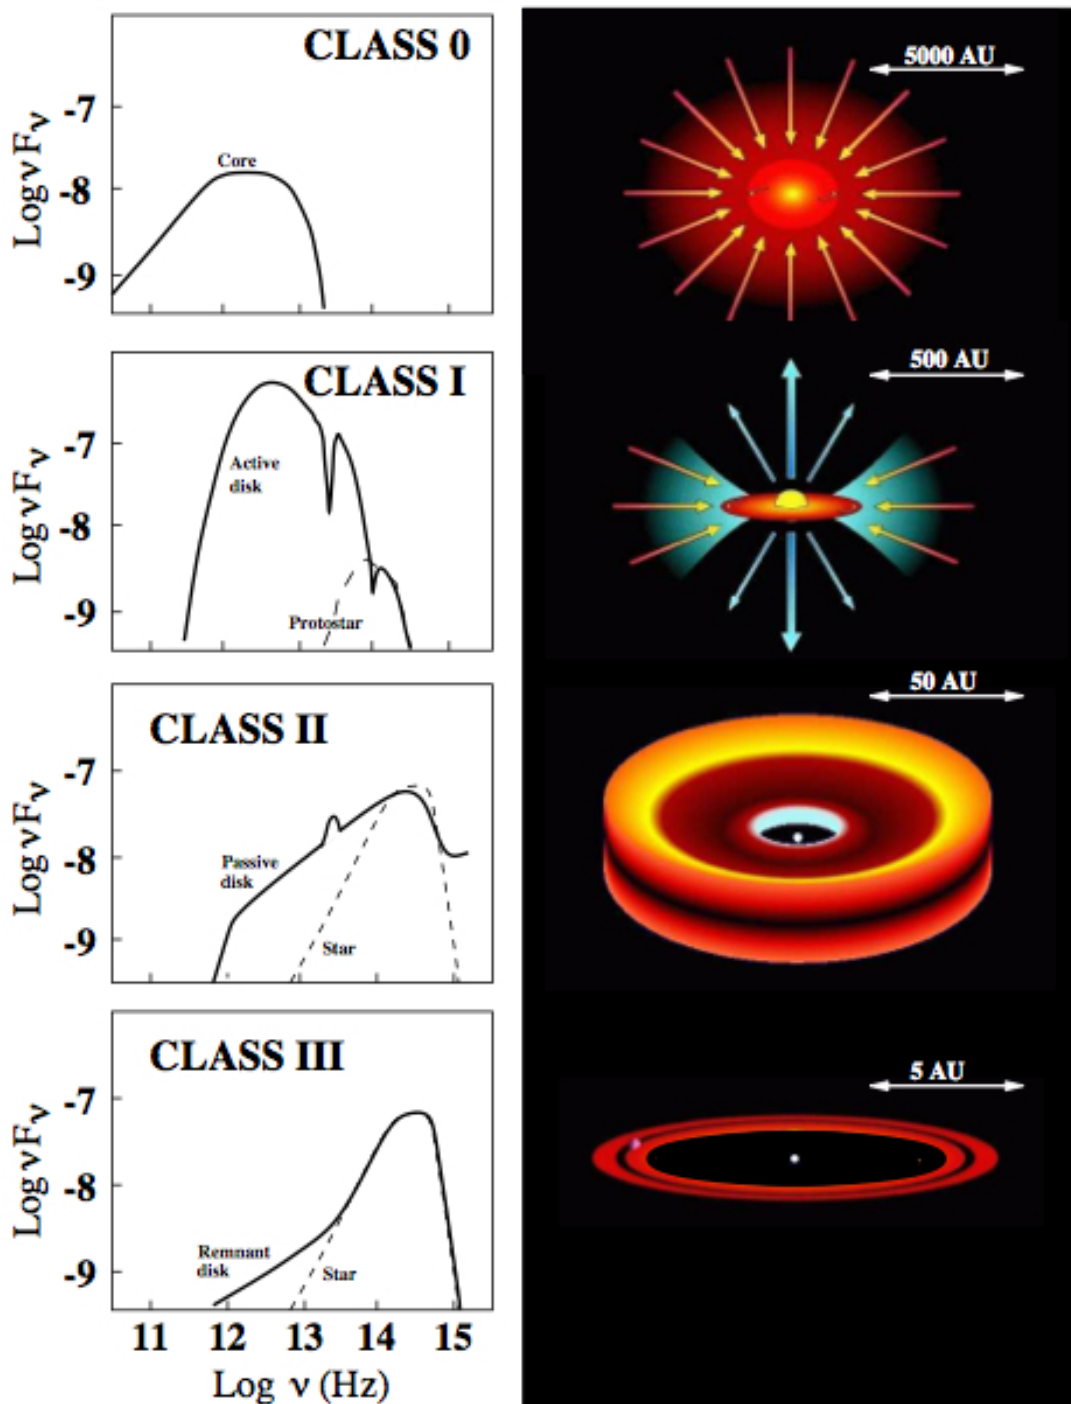 CLASS 0
5000 AU
Log νFν
-7
Core
-8
-9
CLASS I
500 AU
Log νFν
-7
Active
disk
-8
Protostar
-9
50 AU
CLASS II
Log νFν
-7
-8
Passive
disk
-9
Star
CLASS III
5 AU
Log νFν
-7
-8
Remnant
disk
Star
-9
11 12 13 14 15
Log ν (Hz)